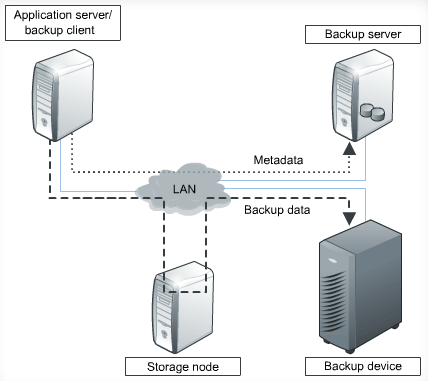 Application server/
backup client
Backup server
Metadata
LAN
Backup data
Storage node
Backup device